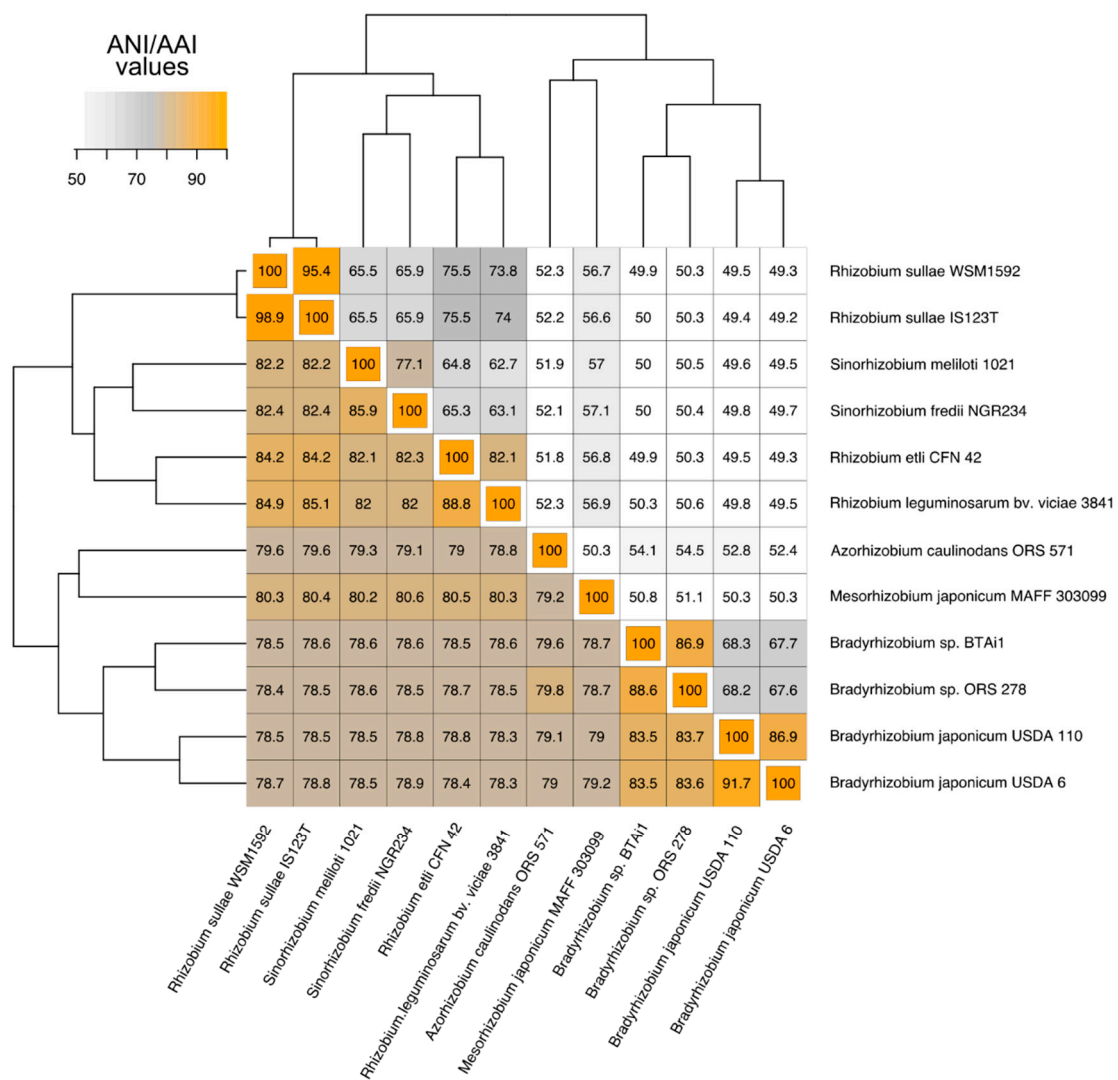 ANI/AAI
values
50 70 90
100 95.4 65.5 65.9 75.5 73.8 52.3 56.7 49.9 50.3 49.5 49.3 Rhizobium sullae WSM1592
98.9 100 65.5 65.9 75.5 74 52.2 56.6 50 50.3 49.4 49.2 Rhizobium sullae IS123T
82.2 82.2 100 77.1 64.8 62.7 51.9 57 50 50.5 49.6 49.5 Sinorhizobium meliloti 1021
82.4 82.4 85.9 100 65.3 63.1 52.1 57.1 50 50.4 49.8 49.7 Sinorhizobium fredii NGR234
84.2 84.2 82.1 82.3 100 82.1 51.8 56.8 49.9 50.3 49.5 49.3 Rhizobium etli CFN 42
84.9 85.1 82 82 88.8 100 52.3 56.9 50.3 50.6 49.8 49.5 Rhizobium leguminosarum bv. viciae 3841
79.6 79.6 79.3 79.1 79 78.8 100 50.3 54.1 54.5 52.8 52.4 Azorhizobium caulinodans ORS 571
80.3 80.4 80.2 80.6 80.5 80.3 79.2 100 50.8 51.1 50.3 50.3 Mesorhizobium japonicum MAFF 303099
78.5 78.6 78.6 78.5 78.5 78.6 79.6 78.7 100 86.9 68.3 67.7 Bradyrhizobium sp. BTAi1
78.4 78.5 78.6 78.5 78.7 78.5 79.8 78.7 88.6 100 68.2 67.6 Bradyrhizobium sp. ORS 278
78.5 78.5 78.5 78.8 78.8 78.3 79.1 79 83.5 83.7 100 86.9 Bradyrhizobium japonicum USDA 110
78.7 78.8 78.5 78.9 78.4 78.3 79 79.2 83.5 83.6 91.7 100 Bradyrhizobium japonicum USDA 6
Rhizobium sullae WSM1592
Rhizobium sullae IS123T
Sinorhizobium meliloti 1021
Sinorhizobium fredii NGR234
Rhizobium etli CFN 42
Rhizobium.leguminosarum bv. viciae 3841
Azorhizobium caulinodans ORS 571
Mesorhizobium japonicum MAFF 303099
Bradyrhizobium sp. BTAi1
Bradyrhizobium sp. ORS 278
Bradyrhizobium japonicum USDA 110
Bradyrhizobium japonicum USDA 6